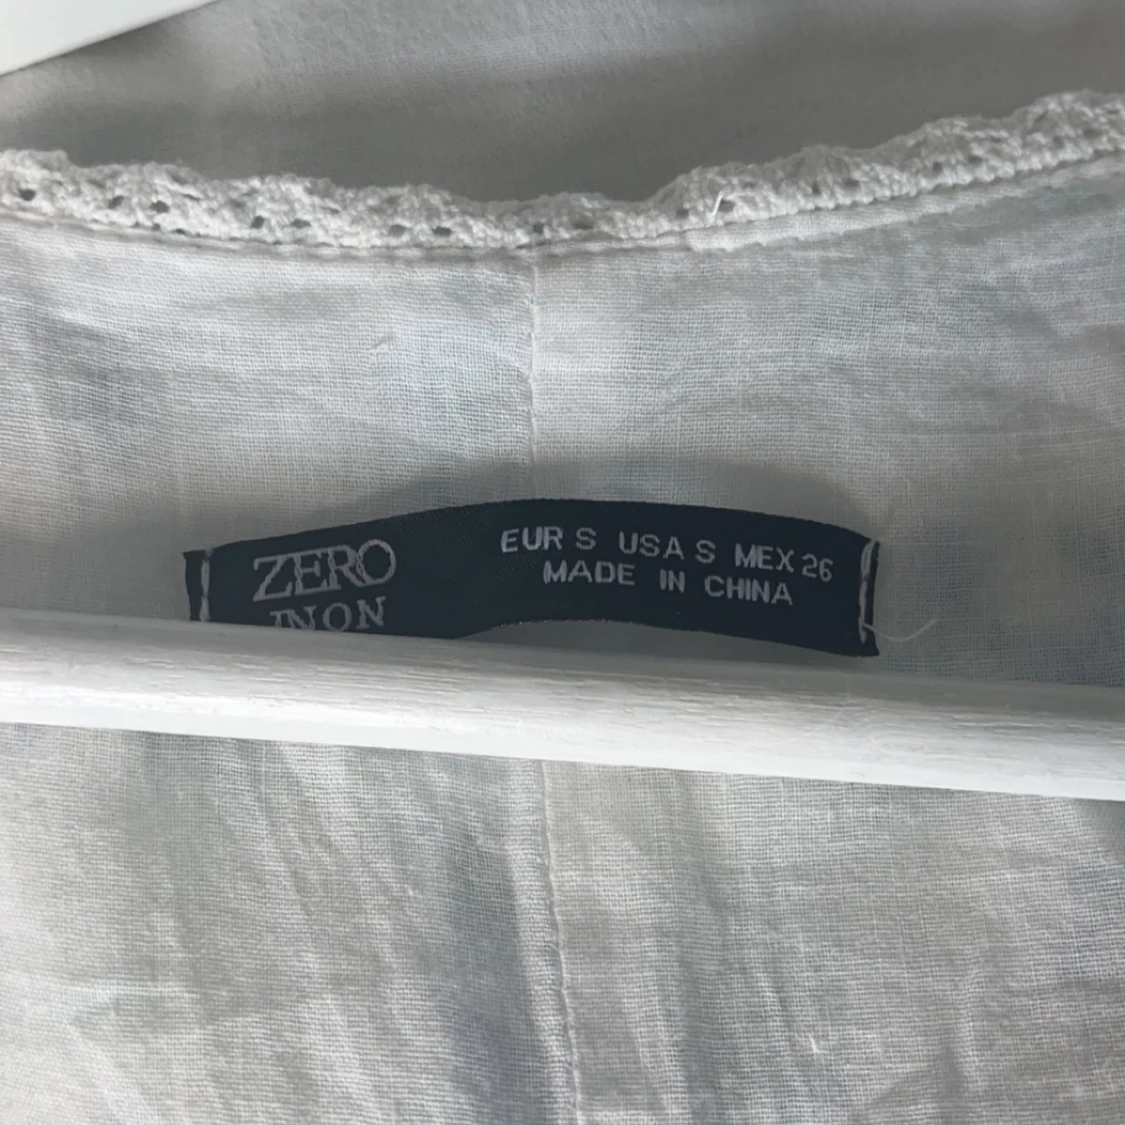 ZERO
EUR S USA S MEX 26
MADE IN CHINA